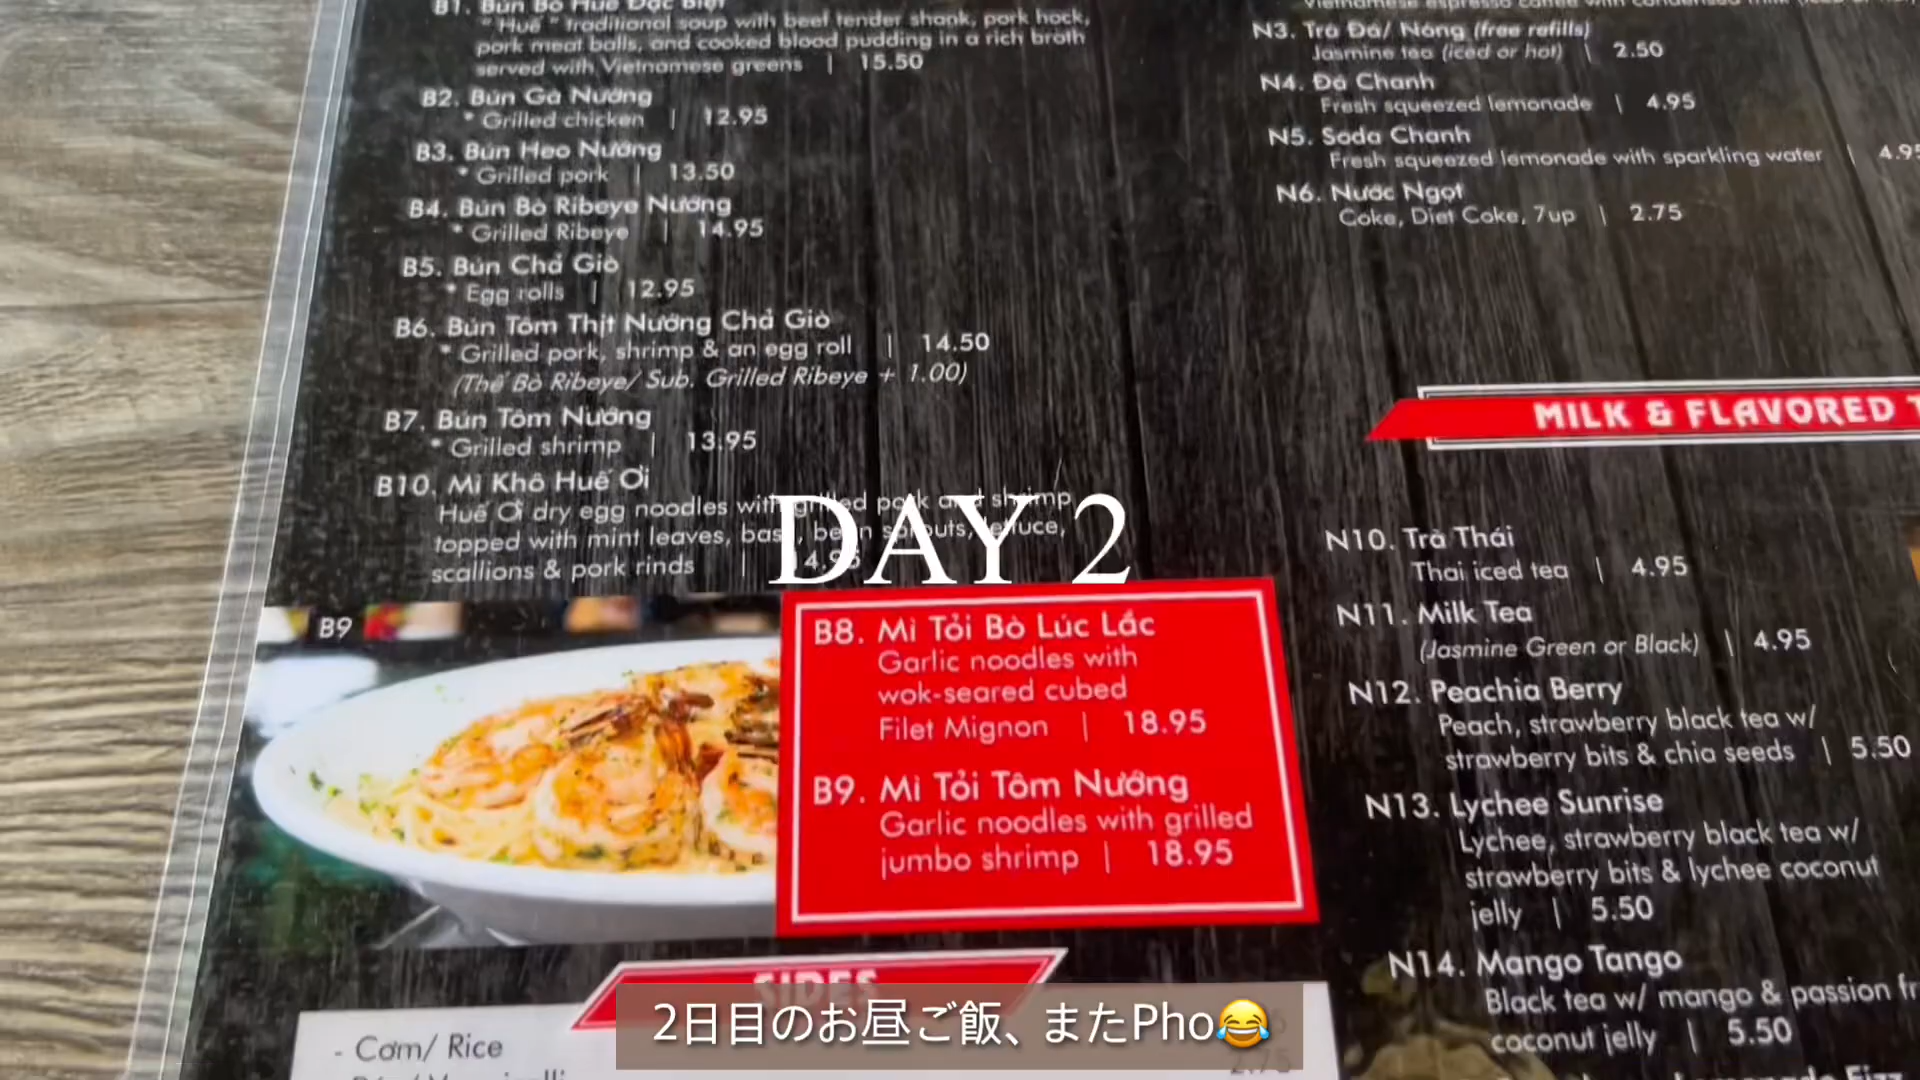 B1. Bún Bò Huế Đặc Biệt
"Huế" traditional soup with beef tender shank, pork hock,
pork meat balls, and cooked blood pudding in a rich broth
served with Vietnamese greens | 15.50
B2. Bún Gà Nướng
* Grilled chicken | 12.95
B3. Bún Heo Nướng
* Grilled pork | 13.50
B4. Bún Bò Ribeye Nướng
* Grilled Ribeye | 14.95
B5. Bún Chả Giò
* Egg rolls | 12.95
B6. Bún Tôm Thịt Nướng Chả Giò
* Grilled pork, shrimp & an egg roll | 14.50
(Thế Bò Ribeye/ Sub. Grilled Ribeye + 1.00)
B7. Bún Tôm Nướng
* Grilled shrimp | 13.95
B10. Mì Khô Huế Ơi
Huế Ơi dry egg noodles with grilled pork and shrimp,
topped with mint leaves, basil, bean sprouts, lettuce,
scallions & pork rinds | 14.95
DAY 2
B9
B8. Mì Tỏi Bò Lúc Lắc
Garlic noodles with
wok-seared cubed
Filet Mignon | 18.95
B9. Mì Tỏi Tôm Nướng
Garlic noodles with grilled
jumbo shrimp | 18.95
SIDES
- Cơm/ Rice
2.75
Vietnamese espresso coffee with condensed milk
N3. Trà Đá/ Nóng (free refills)
Jasmine tea (iced or hot) | 2.50
N4. Đá Chanh
Fresh squeezed lemonade | 4.95
N5. Soda Chanh
Fresh squeezed lemonade with sparkling water | 4.95
N6. Nước Ngọt
Coke, Diet Coke, 7up | 2.75
MILK & FLAVORED T
N10. Trà Thái
Thai iced tea | 4.95
N11. Milk Tea
(Jasmine Green or Black) | 4.95
N12. Peachia Berry
Peach, strawberry black tea w/
strawberry bits & chia seeds | 5.50
N13. Lychee Sunrise
Lychee, strawberry black tea w/
strawberry bits & lychee coconut
jelly | 5.50
N14. Mango Tango
Black tea w/ mango & passion fr
coconut jelly | 5.50
2日目のお昼ご飯、またPho😂